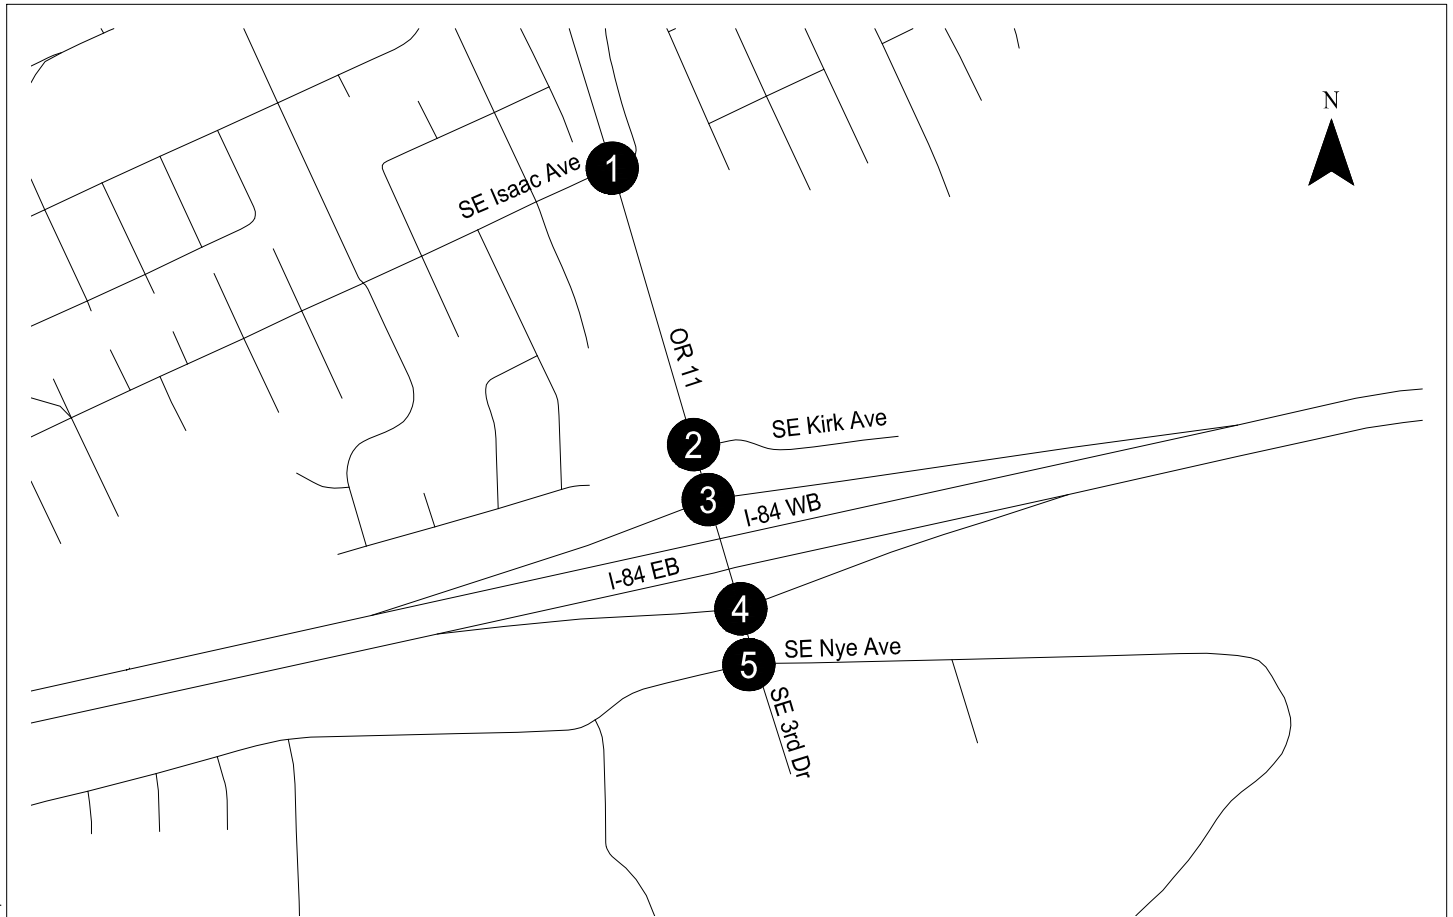 N
1
SE Isaac Ave
OR 11
2
SE Kirk Ave
3
I-84 WB
I-84 EB
4
5
SE Nye Ave
SE 3rd Dr